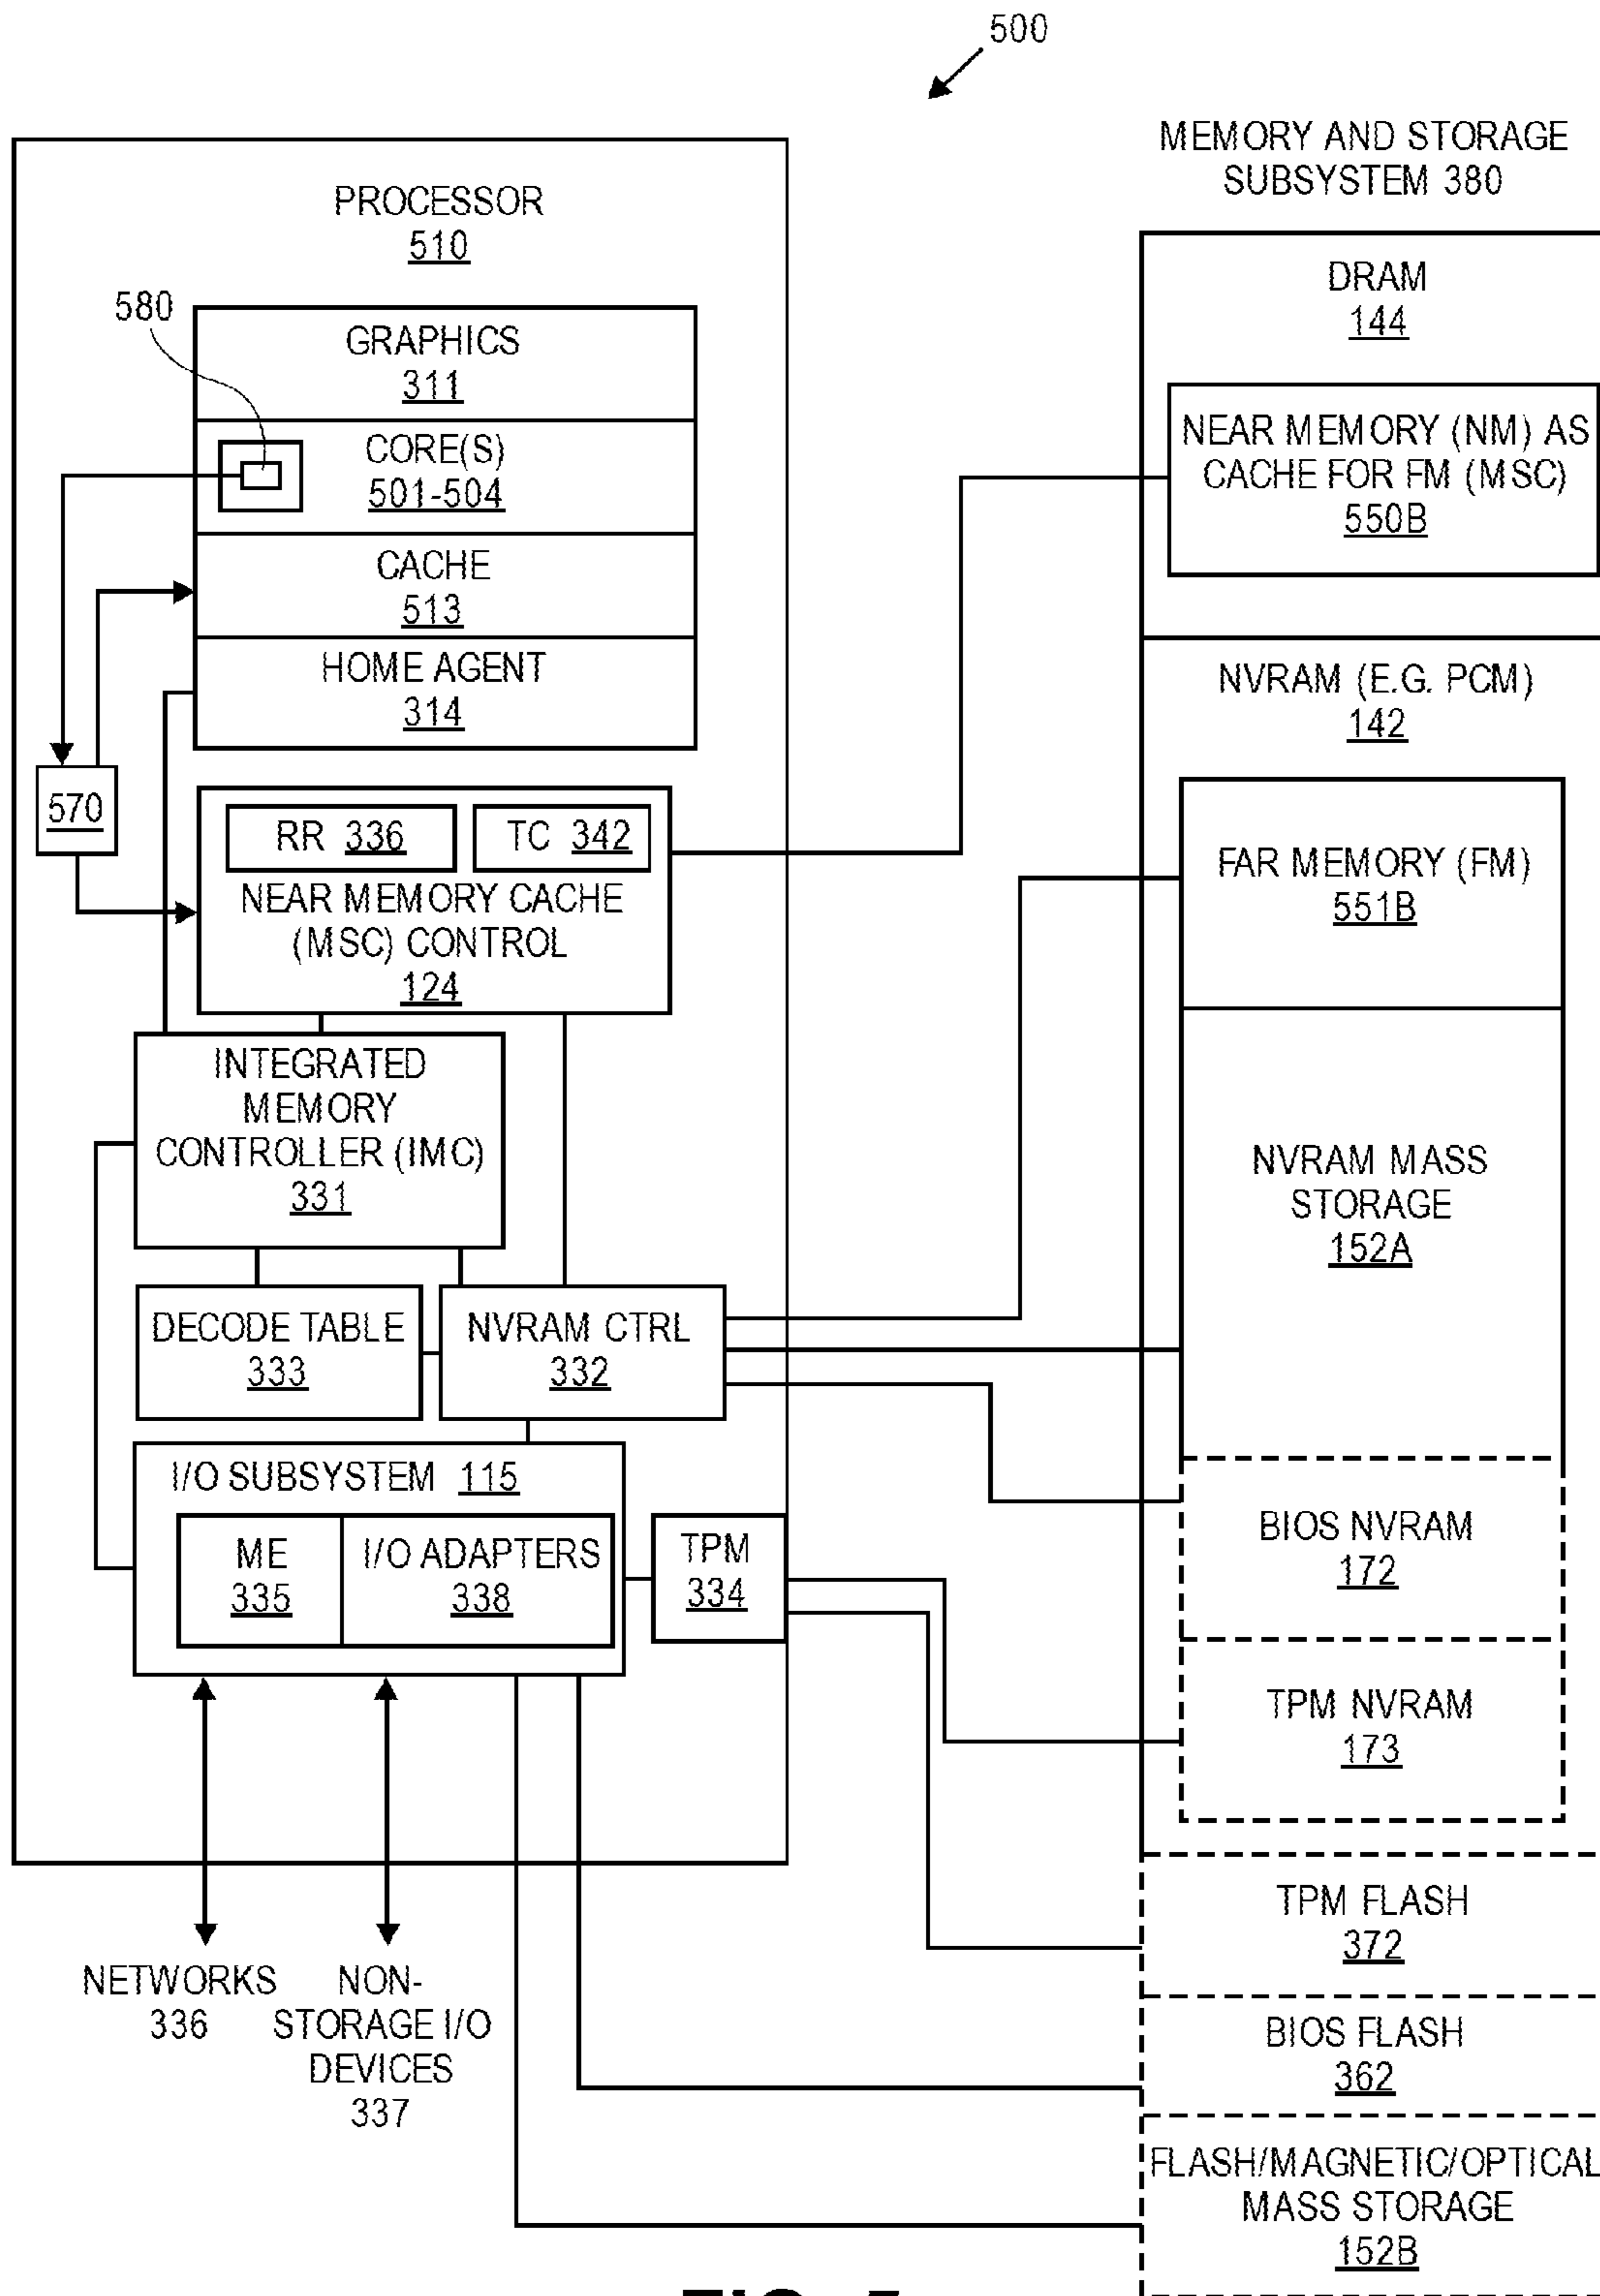 500
MEMORY AND STORAGE
SUBSYSTEM 380
PROCESSOR
510
580
GRAPHICS
311
CORE(S)
501-504
CACHE
513
HOME AGENT
314
570
RR 336
TC 342
NEAR MEMORY CACHE
(MSC) CONTROL
124
INTEGRATED
MEMORY
CONTROLLER (IMC)
331
DECODE TABLE
333
NVRAM CTRL
332
I/O SUBSYSTEM 115
ME
335
I/O ADAPTERS
338
TPM
334
NETWORKS
336
NON-
STORAGE I/O
DEVICES
337
DRAM
144
NEAR MEMORY (NM) AS
CACHE FOR FM (MSC)
550B
NVRAM (E.G. PCM)
142
FAR MEMORY (FM)
551B
NVRAM MASS
STORAGE
152A
BIOS NVRAM
172
TPM NVRAM
173
TPM FLASH
372
BIOS FLASH
362
FLASH/MAGNETIC/OPTICAL
MASS STORAGE
152B